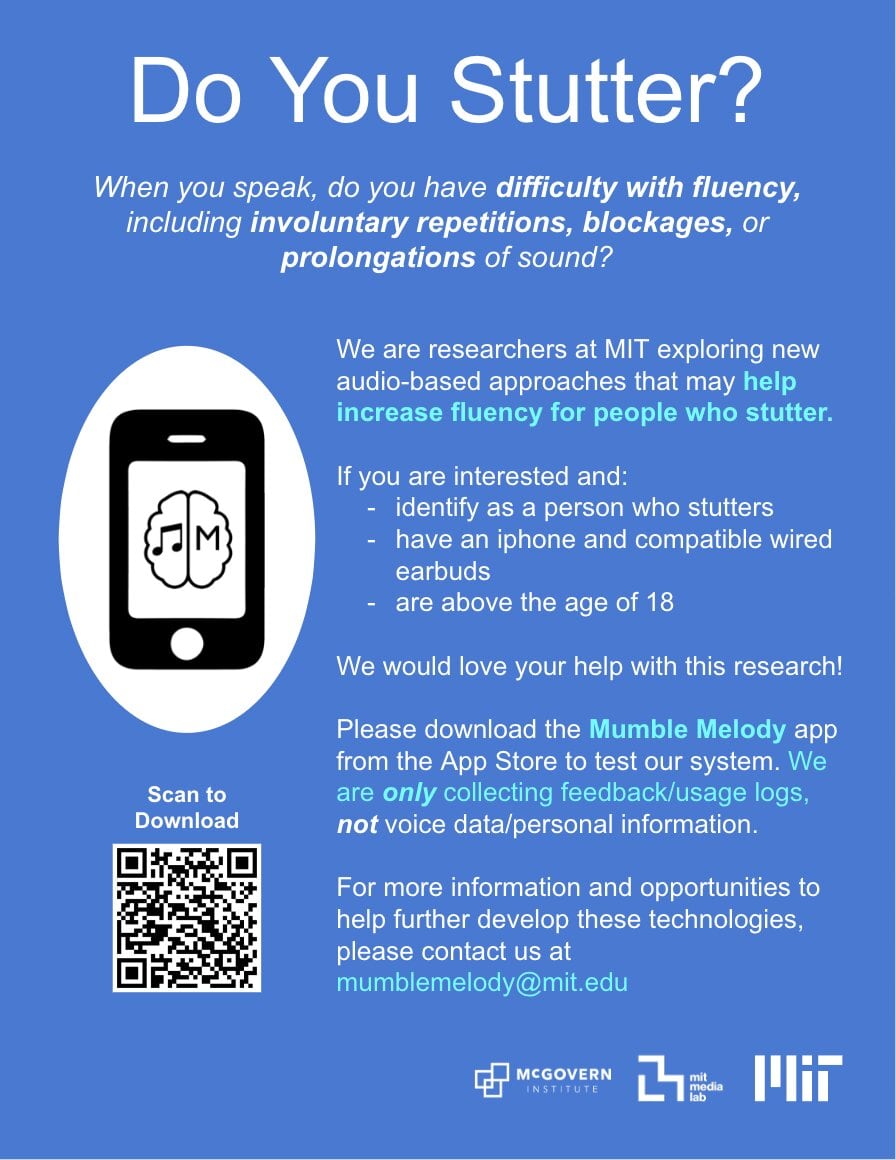 Do You Stutter?
When you speak, do you have difficulty with fluency,
including involuntary repetitions, blockages, or
prolongations of sound?
We are researchers at MIT exploring new
audio-based approaches that may help
increase fluency for people who stutter.
If you are interested and:
- identify as a person who stutters
- have an iphone and compatible wired
earbuds
- are above the age of 18
We would love your help with this research!
Please download the Mumble Melody app
from the App Store to test our system. We
are only collecting feedback/usage logs,
not voice data/personal information.
For more information and opportunities to
help further develop these technologies,
please contact us at
mumblemelody@mit.edu
M
Scan to
Download
MCGOVERN
INSTITUTE
mit
media
lab
MIT